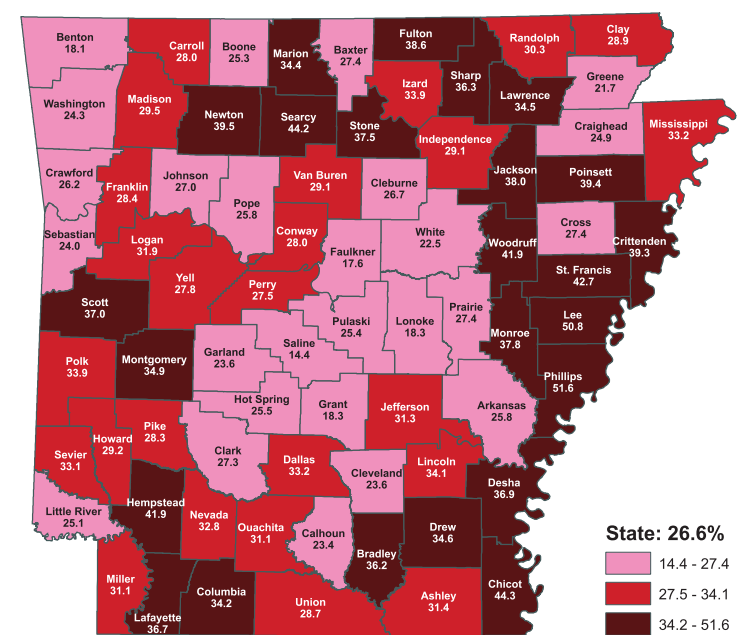 Benton
18.1
Carroll
28.0
Boone
25.3
Marion
34.4
Baxter
27.4
Fulton
38.6
Randolph
30.3
Clay
28.9
Washington
24.3
Madison
29.5
Newton
39.5
Searcy
44.2
Stone
37.5
Izard
33.9
Sharp
36.3
Lawrence
34.5
Greene
21.7
Craighead
24.9
Mississippi
33.2
Independence
29.1
Crawford
26.2
Franklin
28.4
Johnson
27.0
Pope
25.8
Van Buren
29.1
Cleburne
26.7
Jackson
38.0
Poinsett
39.4
Sebastian
24.0
Logan
31.9
Conway
28.0
Faulkner
17.6
White
22.5
Woodruff
41.9
Cross
27.4
Crittenden
39.3
St. Francis
42.7
Scott
37.0
Yell
27.8
Perry
27.5
Pulaski
25.4
Lonoke
18.3
Prairie
27.4
Monroe
37.8
Lee
50.8
Phillips
51.6
Polk
33.9
Montgomery
34.9
Garland
23.6
Saline
14.4
Hot Spring
25.5
Grant
18.3
Jefferson
31.3
Arkansas
25.8
Sevier
33.1
Howard
29.2
Pike
28.3
Clark
27.3
Dallas
33.2
Cleveland
23.6
Lincoln
34.1
Desha
36.9
Little River
25.1
Hempstead
41.9
Nevada
32.8
Ouachita
31.1
Calhoun
23.4
Bradley
36.2
Drew
34.6
Chicot
44.3
Miller
31.1
Lafayette
36.7
Columbia
34.2
Union
28.7
Ashley
31.4
State: 26.6%
14.4 - 27.4
27.5 - 34.1
34.2 - 51.6